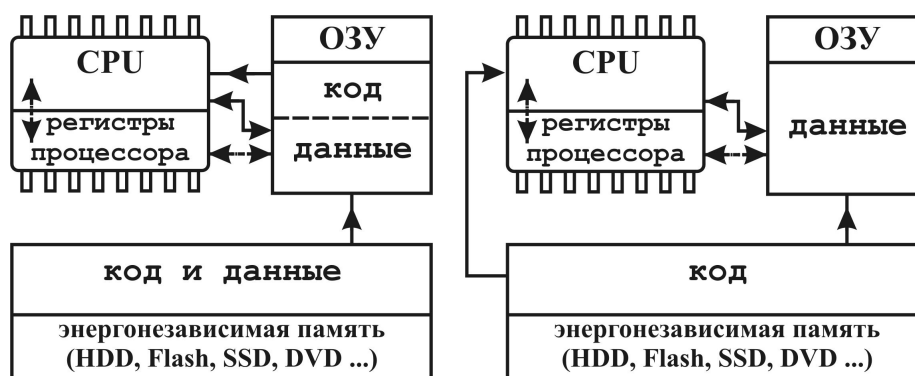 CPU
регистры
процессора
ОЗУ
код
данные
код и данные
энергонезависимая память
(HDD, Flash, SSD, DVD ...)
CPU
регистры
процессора
ОЗУ
данные
код
энергонезависимая память
(HDD, Flash, SSD, DVD ...)